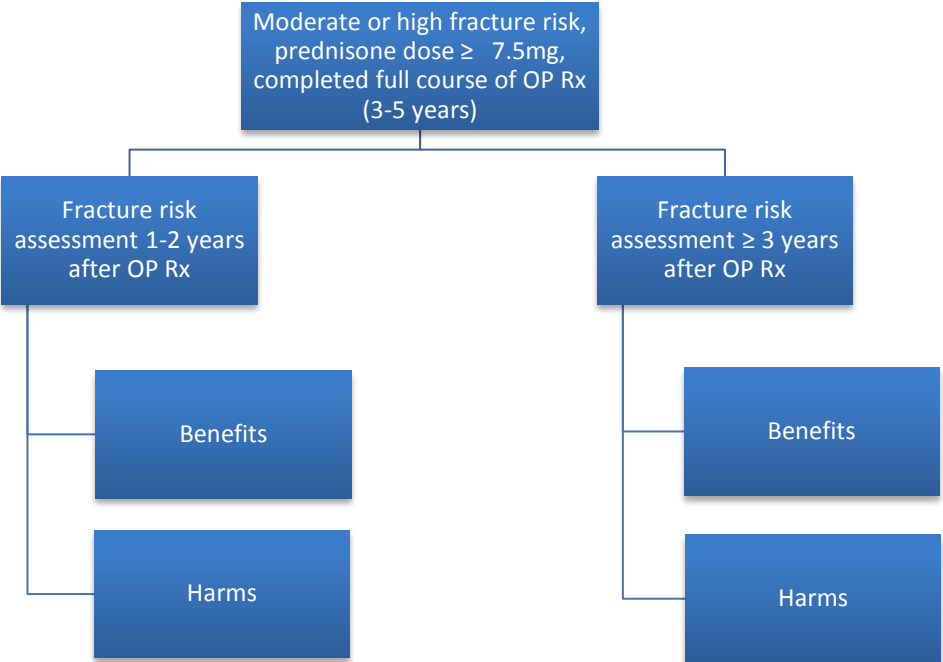 Moderate or high fracture risk,
prednisone dose ≥ 7.5mg,
completed full course of OP Rx
(3-5 years)
Fracture risk
assessment 1-2 years
after OP Rx
Fracture risk
assessment ≥ 3 years
after OP Rx
Benefits
Benefits
Harms
Harms